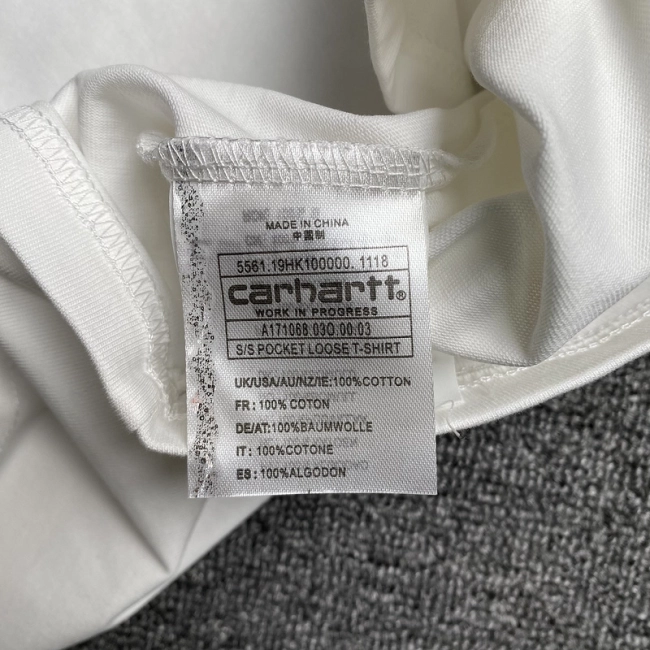 MADE IN CHINA
中國制
5561.19HK100000.1118
carhartt®
WORK IN PROGRESS
A171068.03O.00.03
S/S POCKET LOOSE T-SHIRT
UK/USA/AU/NZ/IE:100%COTTON
FR: 100% COTON
DE/AT:100%BAUMWOLLE
IT: 100%COTONE
ES: 100%ALGODON